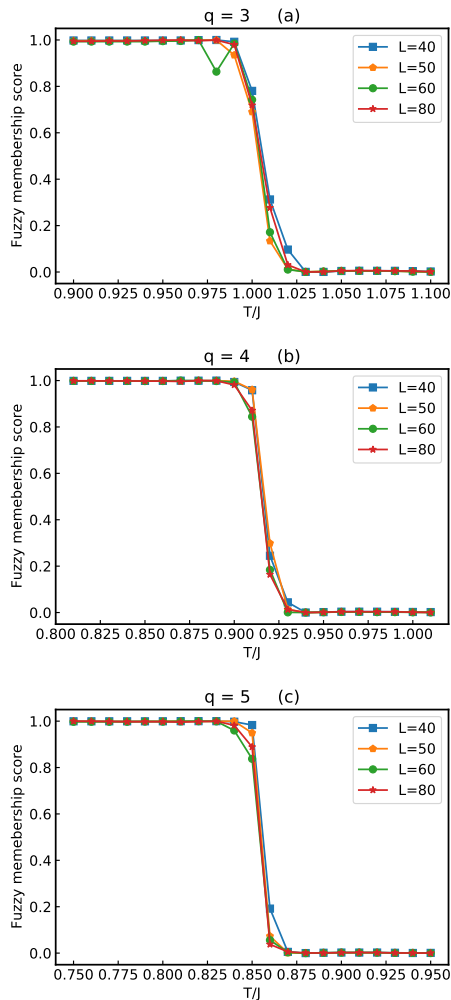 q = 3 (a)
1.0
0.8
0.6
0.4
0.2
0.0
Fuzzy memebership score
L=40
L=50
L=60
L=80
0.900 0.925 0.950 0.975 1.000 1.025 1.050 1.075 1.100
T/J
q = 4 (b)
1.0
0.8
0.6
0.4
0.2
0.0
Fuzzy memebership score
L=40
L=50
L=60
L=80
0.800 0.825 0.850 0.875 0.900 0.925 0.950 0.975 1.000
T/J
q = 5 (c)
1.0
0.8
0.6
0.4
0.2
0.0
Fuzzy memebership score
L=40
L=50
L=60
L=80
0.750 0.775 0.800 0.825 0.850 0.875 0.900 0.925 0.950
T/J